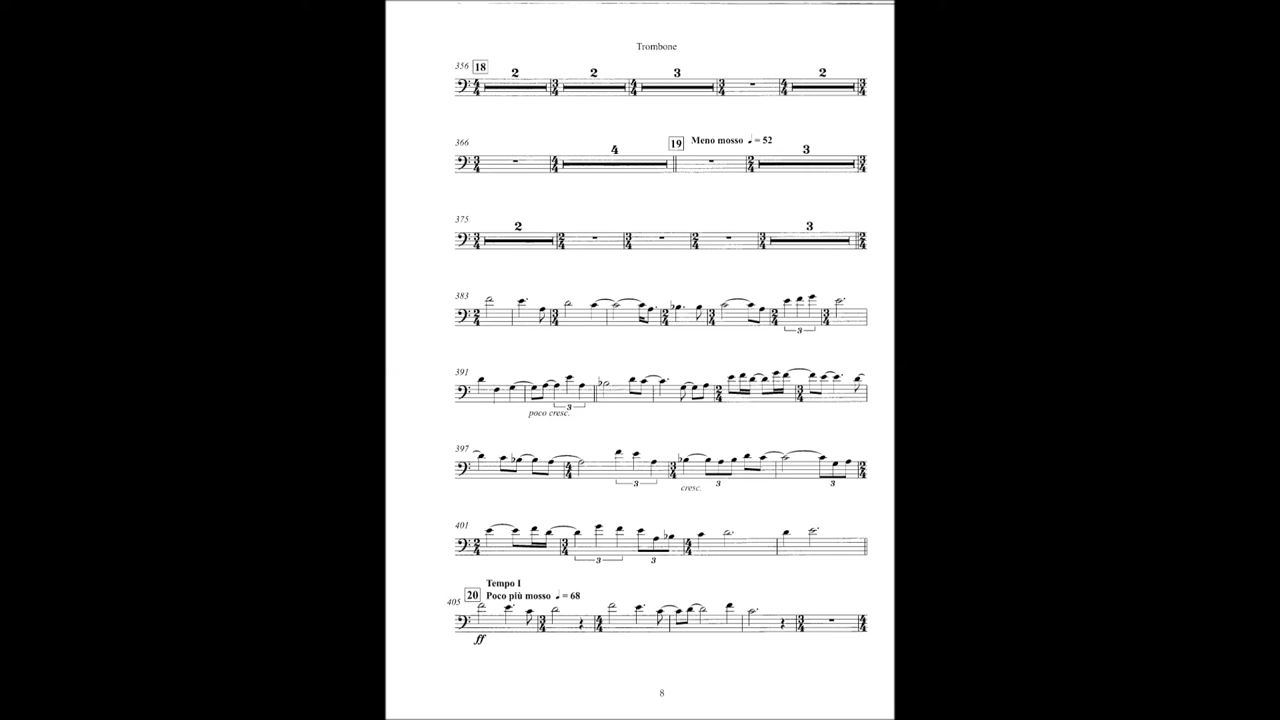 Trombone
356 18 2 2 3 2
366 4 19 Meno mosso ♩ = 52 3
375 2 3
383 3
391 3
poco cresc.
397 3 3 3
cresc.
401 3 3
Tempo I
405 20 Poco più mosso ♩ = 68
ff
8